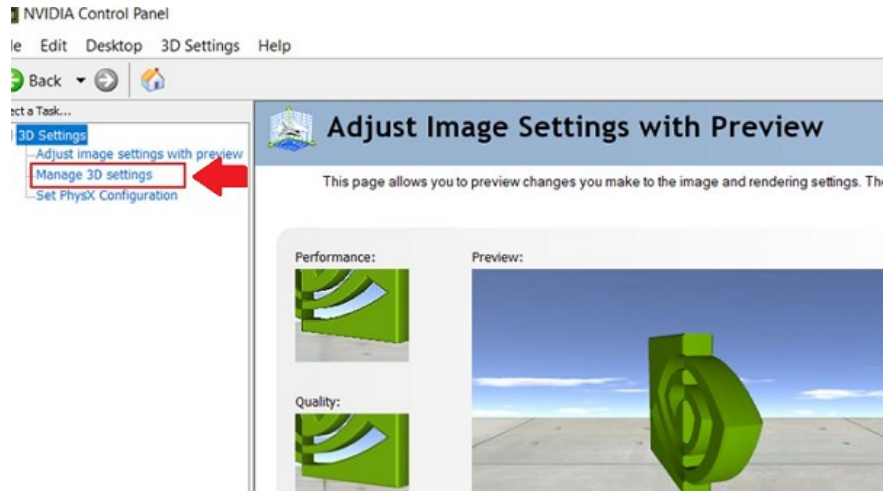 NVIDIA Control Panel
le Edit Desktop 3D Settings Help
Back
ect a Task...
3D Settings
Adjust image settings with preview
Manage 3D settings
Set PhysX Configuration
Adjust Image Settings with Preview
This page allows you to preview changes you make to the image and rendering settings. The
Performance:
Preview:
Quality: